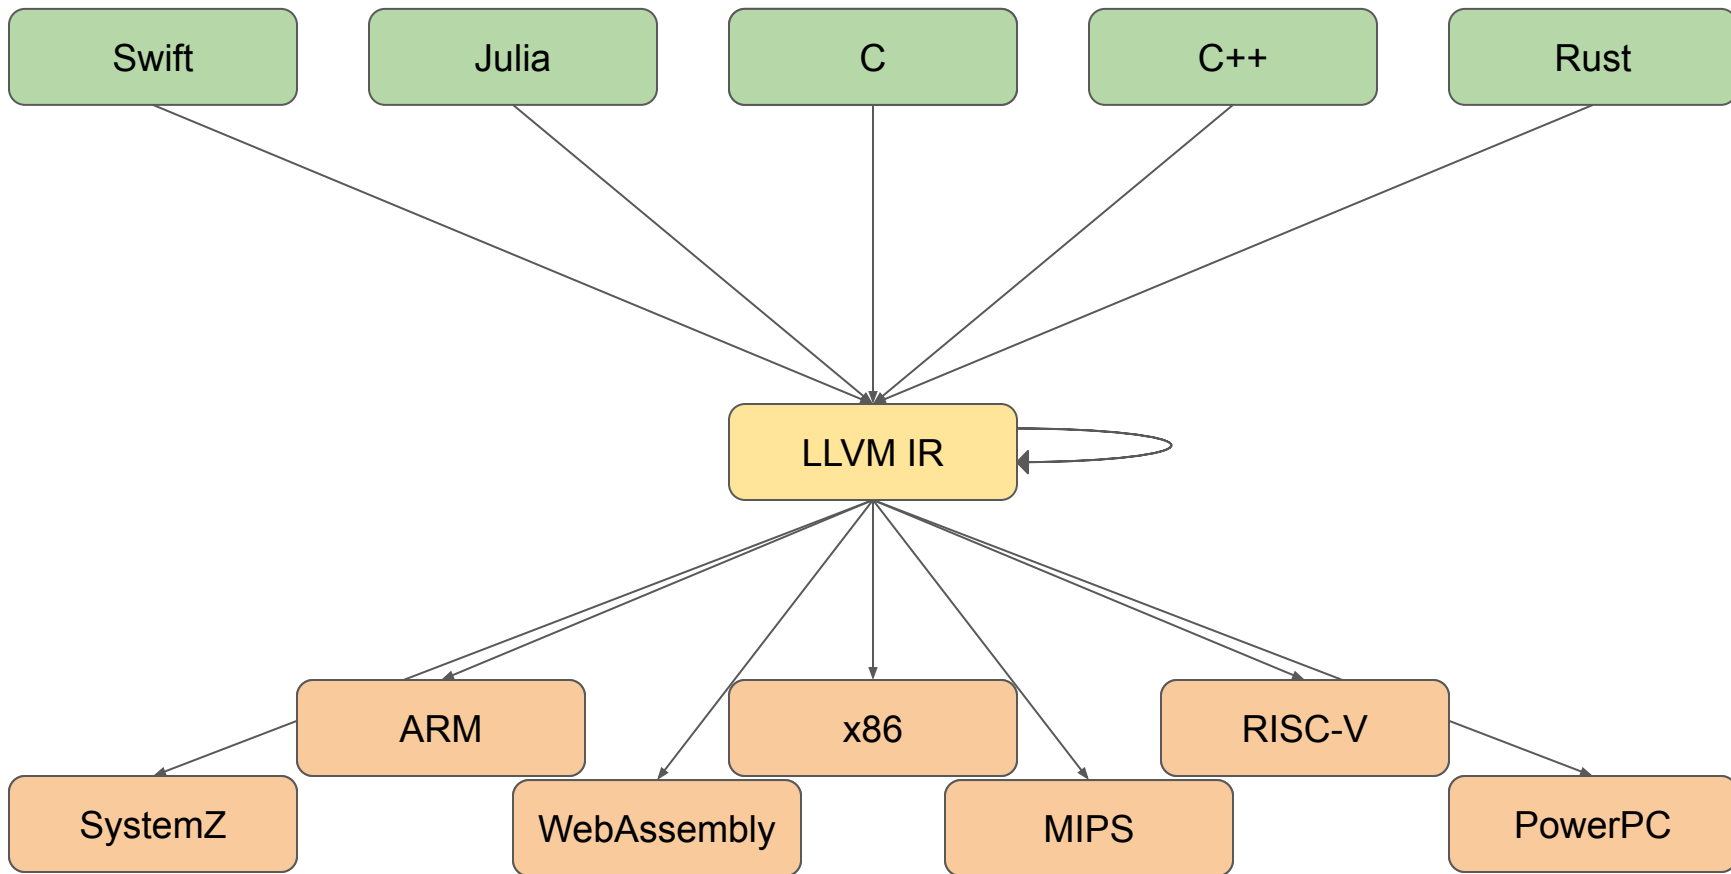 Swift
Julia
C
C++
Rust
LLVM IR
ARM
x86
RISC-V
SystemZ
WebAssembly
MIPS
PowerPC